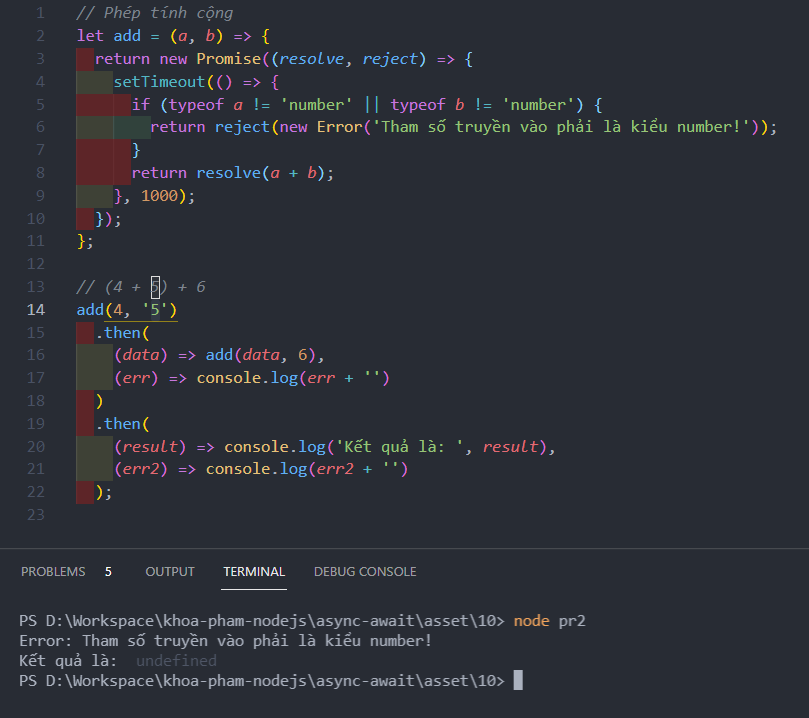 1 // Phép tính cộng
2 let add = (a, b) => {
3 return new Promise((resolve, reject) => {
4 setTimeout(() => {
5 if (typeof a != 'number' || typeof b != 'number') {
6 return reject(new Error('Tham số truyền vào phải là kiểu number!'));
7 }
8 return resolve(a + b);
9 }, 1000);
10 });
11 };
12
13 // (4 + 5) + 6
14 add(4, '5')
15 .then(
16 (data) => add(data, 6),
17 (err) => console.log(err + '')
18 )
19 .then(
20 (result) => console.log('Kết quả là: ', result),
21 (err2) => console.log(err2 + '')
22 );
23
PROBLEMS 5 OUTPUT TERMINAL DEBUG CONSOLE
PS D:\Workspace\khoa-pham-nodejs\async-await\asset\10> node pr2
Error: Tham số truyền vào phải là kiểu number!
Kết quả là:  undefined
PS D:\Workspace\khoa-pham-nodejs\async-await\asset\10>